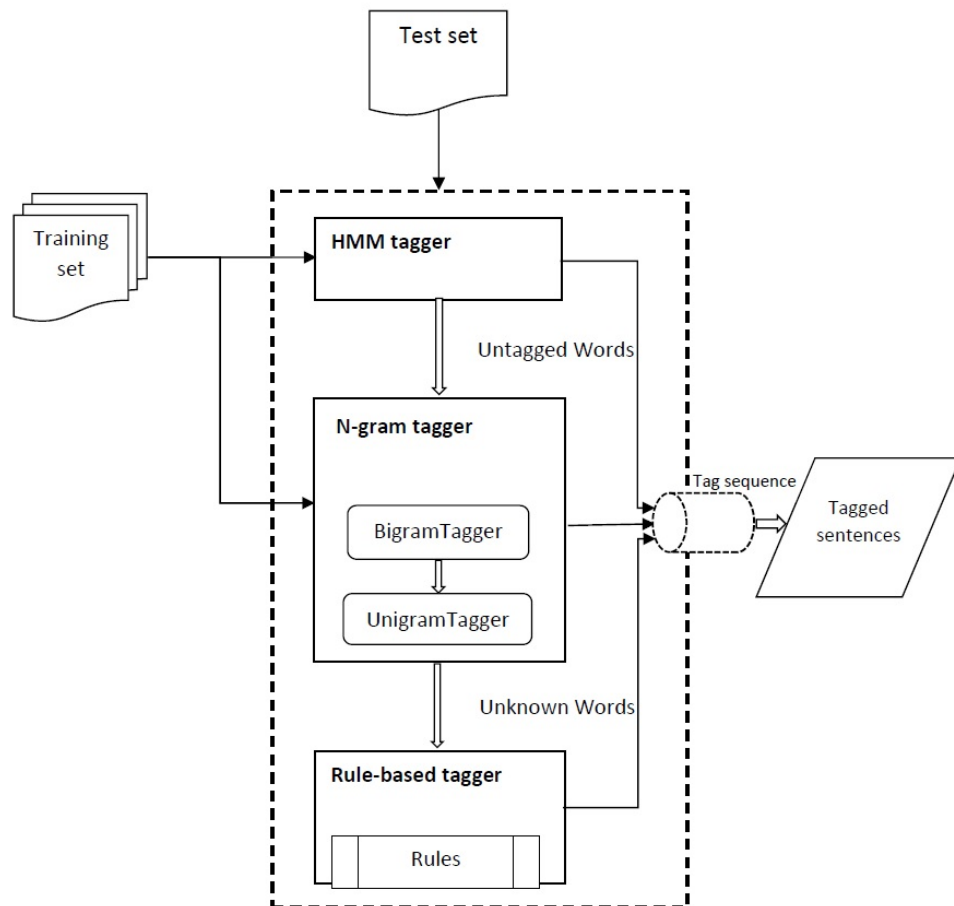 Test set
Training
set
HMM tagger
Untagged Words
N-gram tagger
BigramTagger
UnigramTagger
Tag sequence
Tagged
sentences
Unknown Words
Rule-based tagger
Rules